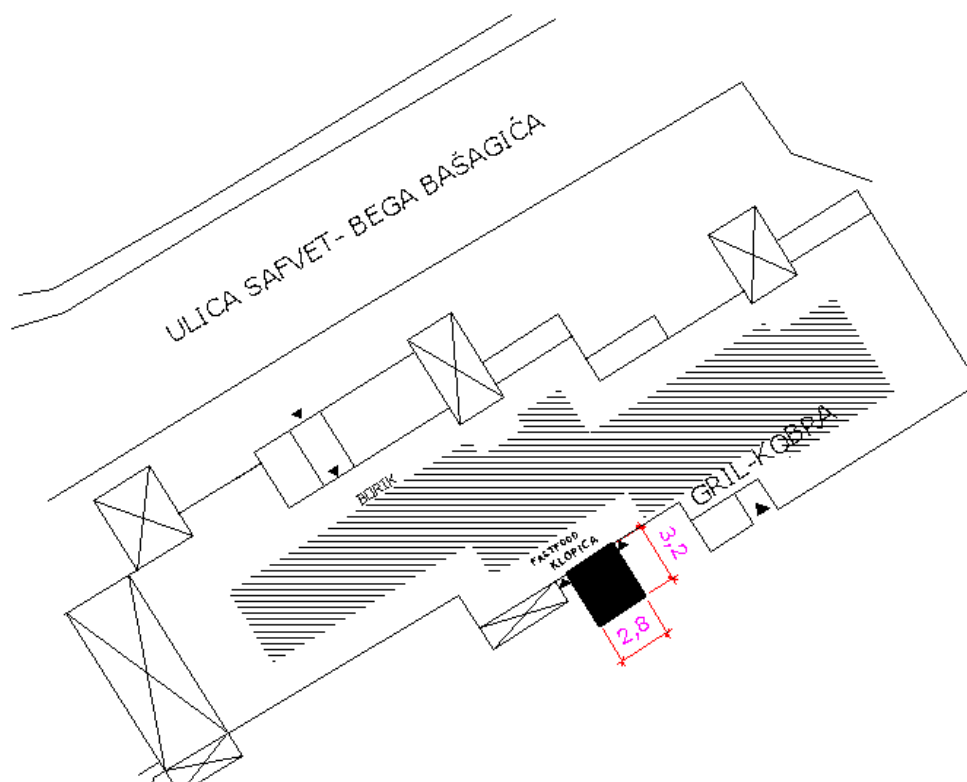 ULICA SAFVET- BEGA BAŠAGIĆA
BORIK
GRIL-KOBRA
FASTFOOD
KLOPICA
3,2
2,8